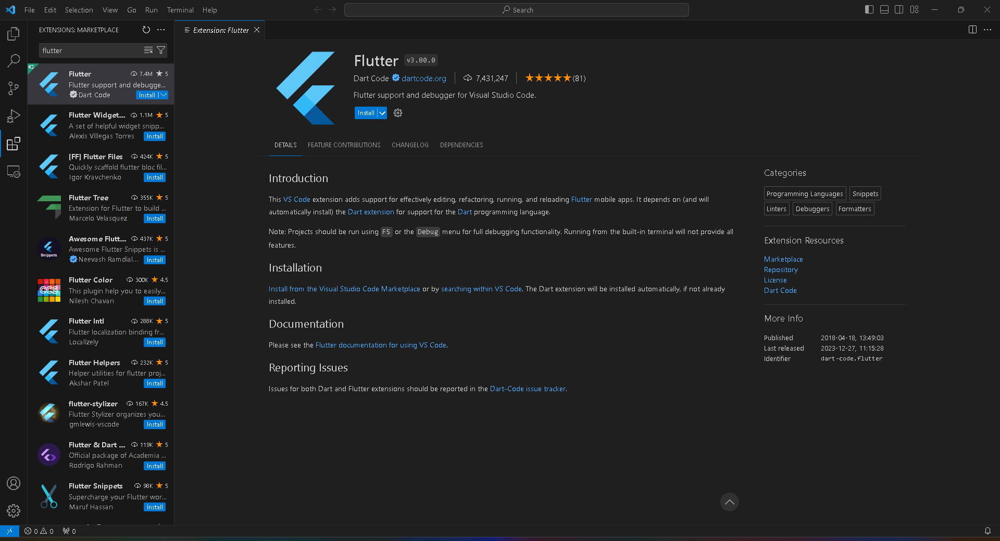 File Edit Selection View Go Run Terminal Help
Search
EXTENSIONS: MARKETPLACE
flutter
Flutter 7.4M 5
Flutter support and debugge...
Dart Code Install
Flutter Widget... 1.1M 5
A set of helpful widget snipp...
Alexis Villegas Torres Install
[FF] Flutter Files 424K 5
Quickly scaffold flutter bloc fil...
Igor Kravchenko Install
Flutter Tree 355K 5
Extension for Flutter to build ...
Marcelo Velasquez Install
Snippets
Awesome Flutt... 437K 5
Awesome Flutter Snippets is ...
Neevash Ramdial... Install
CCS
Flutter Color 300K 4.5
This plugin help you to easily...
Nilesh Chavan Install
Flutter Intl 288K 5
Flutter localization binding fr...
Localizely Install
Flutter Helpers 232K 5
Helper utilities for flutter proj...
Akshar Patel Install
flutter-stylizer 167K 4.5
Flutter Stylizer organizes you...
gmlewis-vscode Install
Flutter & Dart ... 119K 5
Official package of Academia ...
Rodrigo Rahman Install
Flutter Snippets 98K 5
Supercharge your Flutter wor...
Maruf Hassan Install
Extension: Flutter
Flutter v3.80.0
Dart Code dartcode.org 7,431,247 (81)
Flutter support and debugger for Visual Studio Code.
Install
DETAILS FEATURE CONTRIBUTIONS CHANGELOG DEPENDENCIES
Introduction
This VS Code extension adds support for effectively editing, refactoring, running, and reloading Flutter mobile apps. It depends on (and will
automatically install) the Dart extension for support for the Dart programming language.
Note: Projects should be run using F5 or the Debug menu for full debugging functionality. Running from the built-in terminal will not provide all
features.
Installation
Install from the Visual Studio Code Marketplace or by searching within VS Code. The Dart extension will be installed automatically, if not already
installed.
Documentation
Please see the Flutter documentation for using VS Code.
Reporting Issues
Issues for both Dart and Flutter extensions should be reported in the Dart-Code issue tracker.
Categories
Programming Languages Snippets
Linters Debuggers Formatters
Extension Resources
Marketplace
Repository
License
Dart Code
More Info
Published 2018-04-18, 13:49:03
Last released 2023-12-27, 11:15:28
Identifier dart-code.flutter
0 0 0